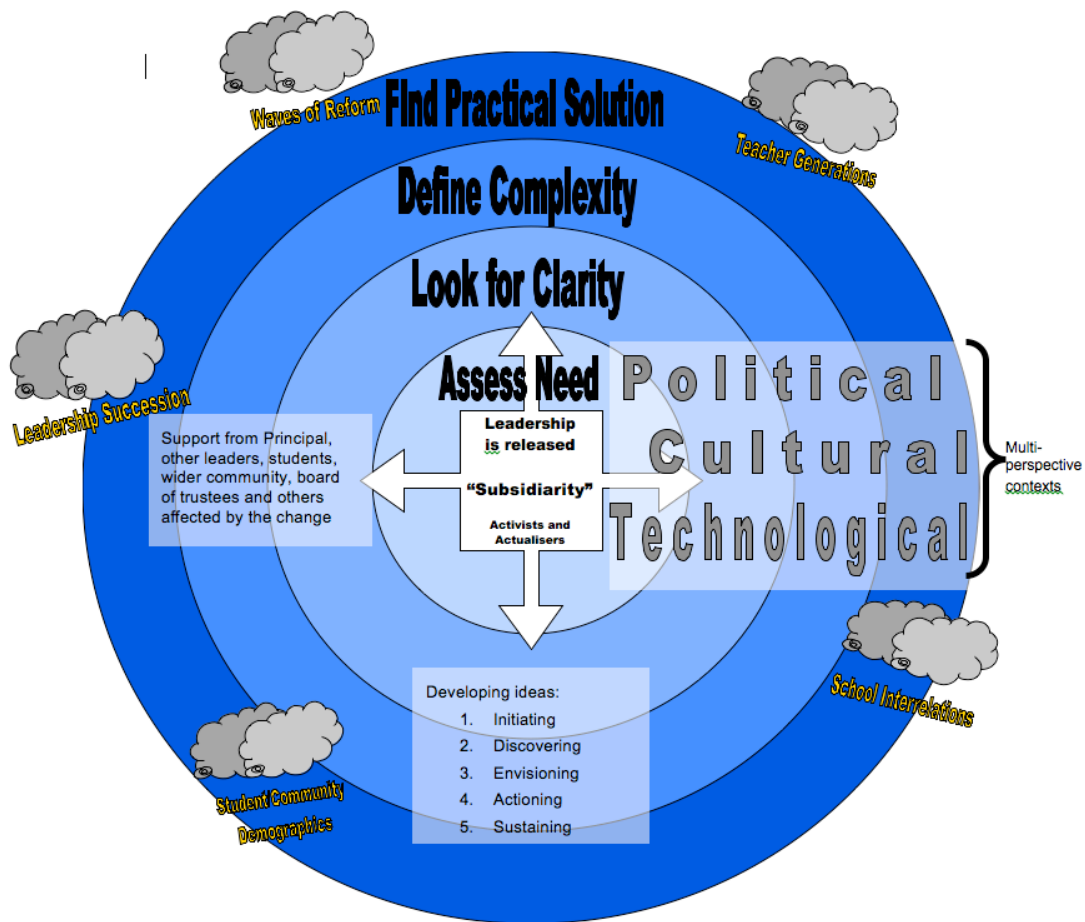 Waves of Reform
FInd Practical Solution
Teacher Generations
Define Complexity
Look for Clarity
Leadership Succession
Assess Need
Leadership
is released
"Subsidiarity"
Activists and
Actualisers
Support from Principal,
other leaders, students,
wider community, board
of trustees and others
affected by the change
Political
Cultural
Technological
Multi-
perspective
contexts
School Interrelations
Developing ideas:
1. Initiating
2. Discovering
3. Envisioning
4. Actioning
5. Sustaining
Student/Community
Demographics